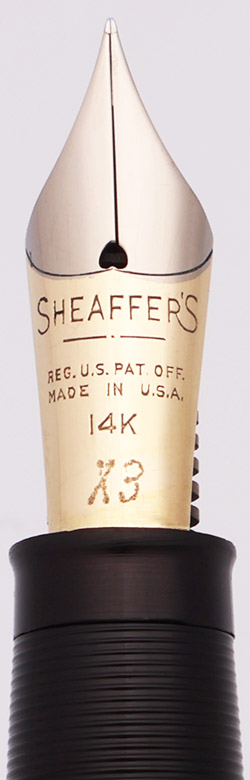 SHEAFFER'S
REG. U.S. PAT. OFF.
MADE IN U.S.A.
14K
X3